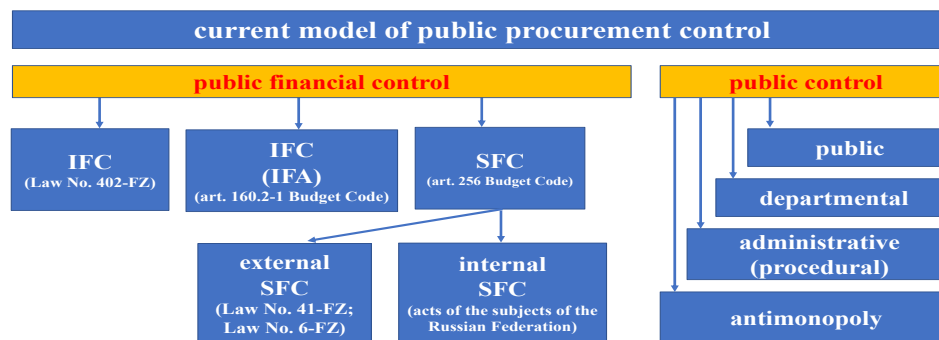 current model of public procurement control
public financial control
public control
IFC
(Law No. 402-FZ)
IFC
(IFA)
(art. 160.2-1 Budget Code)
SFC
(art. 256 Budget Code)
public
departmental
administrative
(procedural)
antimonopoly
external
SFC
(Law No. 41-FZ;
Law No. 6-FZ)
internal
SFC
(acts of the subjects of the
Russian Federation)